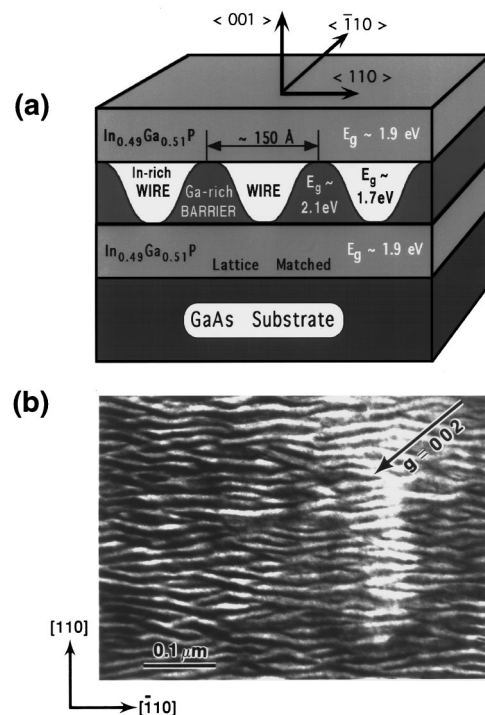 (a)
< 001 >
< 1̄10 >
< 110 >
In0.49Ga0.51P
~ 150 Å
Eg ~ 1.9 eV
In-rich
WIRE
Ga-rich
BARRIER
WIRE
Eg ~
2.1eV
Eg ~
1.7eV
In0.49Ga0.51P
Eg ~ 1.9 eV
Lattice Matched
GaAs Substrate
(b)
g = 002
[110]
0.1 μm
[1̄10]